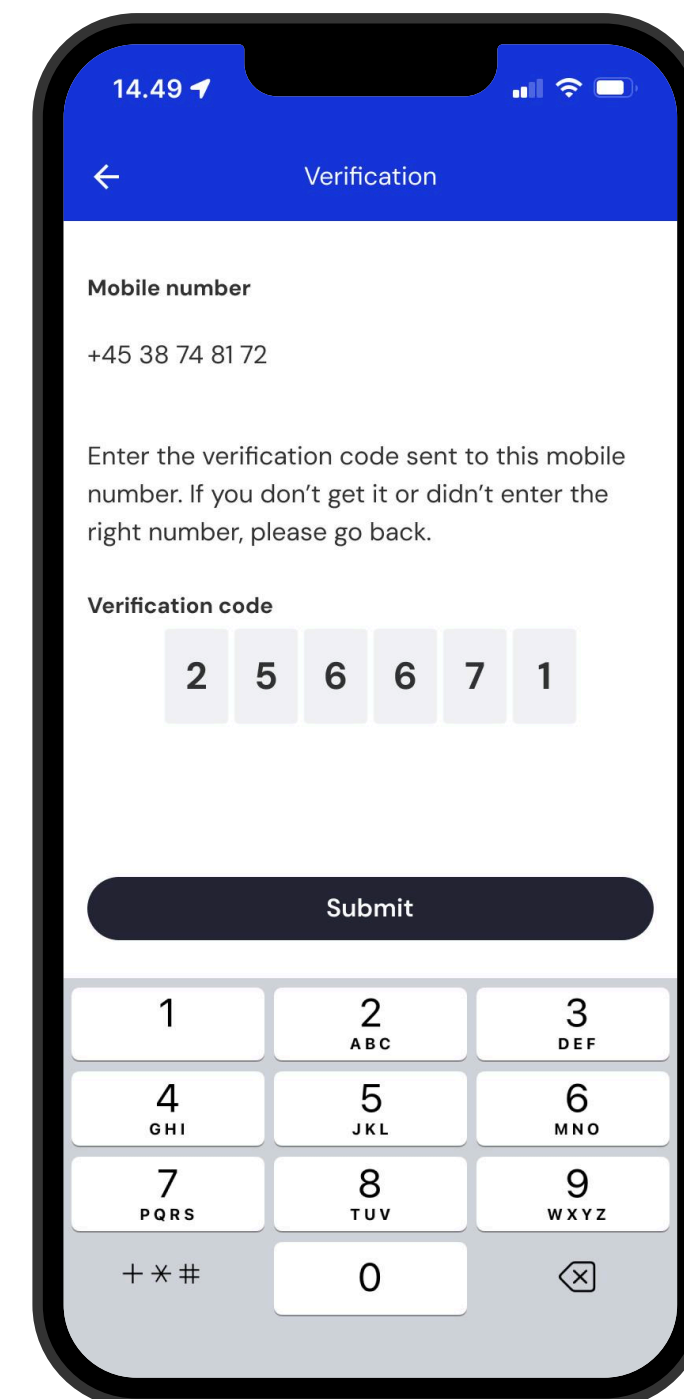 14.49
Verification
Mobile number
+45 38 74 81 72
Enter the verification code sent to this mobile
number. If you don’t get it or didn’t enter the
right number, please go back.
Verification code
2 5 6 6 7 1
Submit
1 2 3
ABC DEF
4 5 6
GHI JKL MNO
7 8 9
PQRS TUV WXYZ
+*# 0